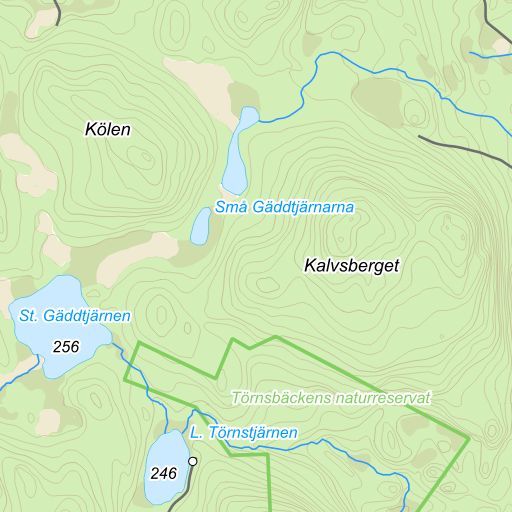 Kölen
Små Gäddtjärnarna
Kalvsberget
St. Gäddtjärnen
256
Törnsbäckens naturreservat
L. Törnstjärnen
246